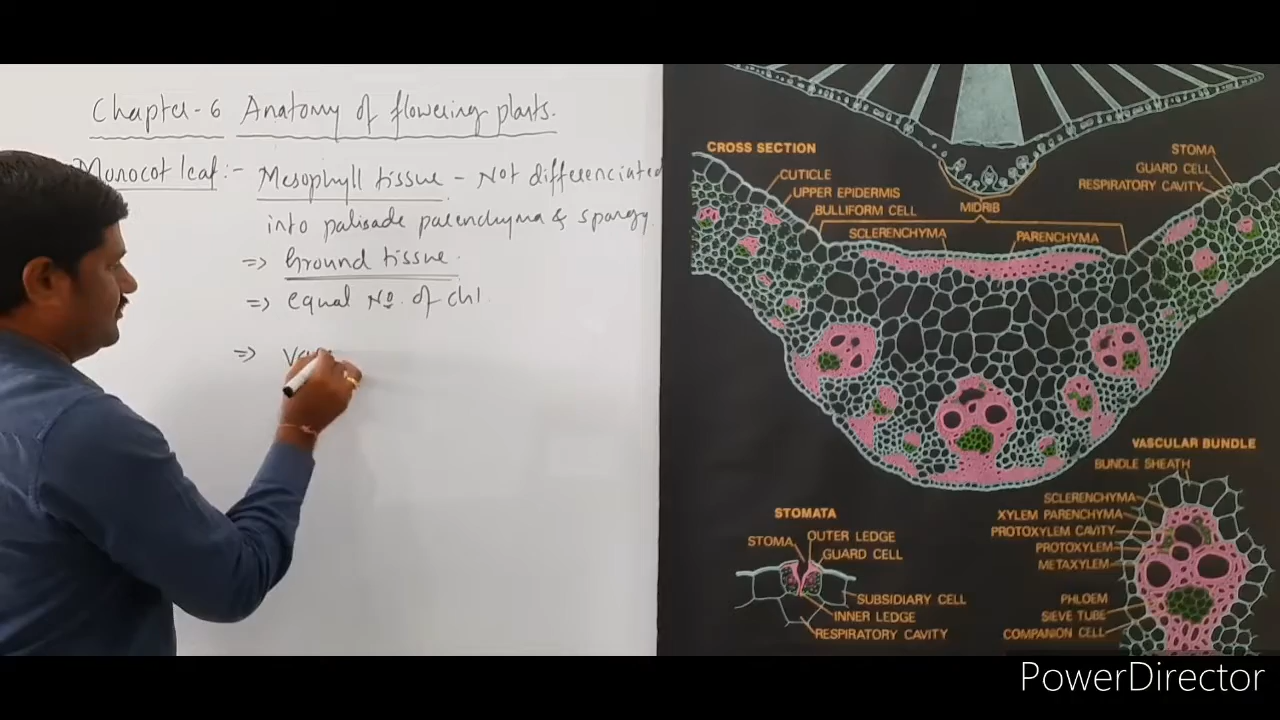 Chapter-6 Anatomy of flowering plants.
Monocot leaf:- Mesophyll tissue - Not differenciated
into palisade parenchyma & spongy
=> Ground tissue.
=> equal No. of chl.
=>
CROSS SECTION
CUTICLE
UPPER EPIDERMIS
BULLIFORM CELL
MIDRIB
SCLERENCHYMA
PARENCHYMA
STOMA
GUARD CELL
RESPIRATORY CAVITY
STOMATA
STOMA
OUTER LEDGE
GUARD CELL
SUBSIDIARY CELL
INNER LEDGE
RESPIRATORY CAVITY
VASCULAR BUNDLE
BUNDLE SHEATH
SCLERENCHYMA
XYLEM PARENCHYMA
PROTOXYLEM CAVITY
PROTOXYLEM
METAXYLEM
PHLOEM
SIEVE TUBE
COMPANION CELL
PowerDirector